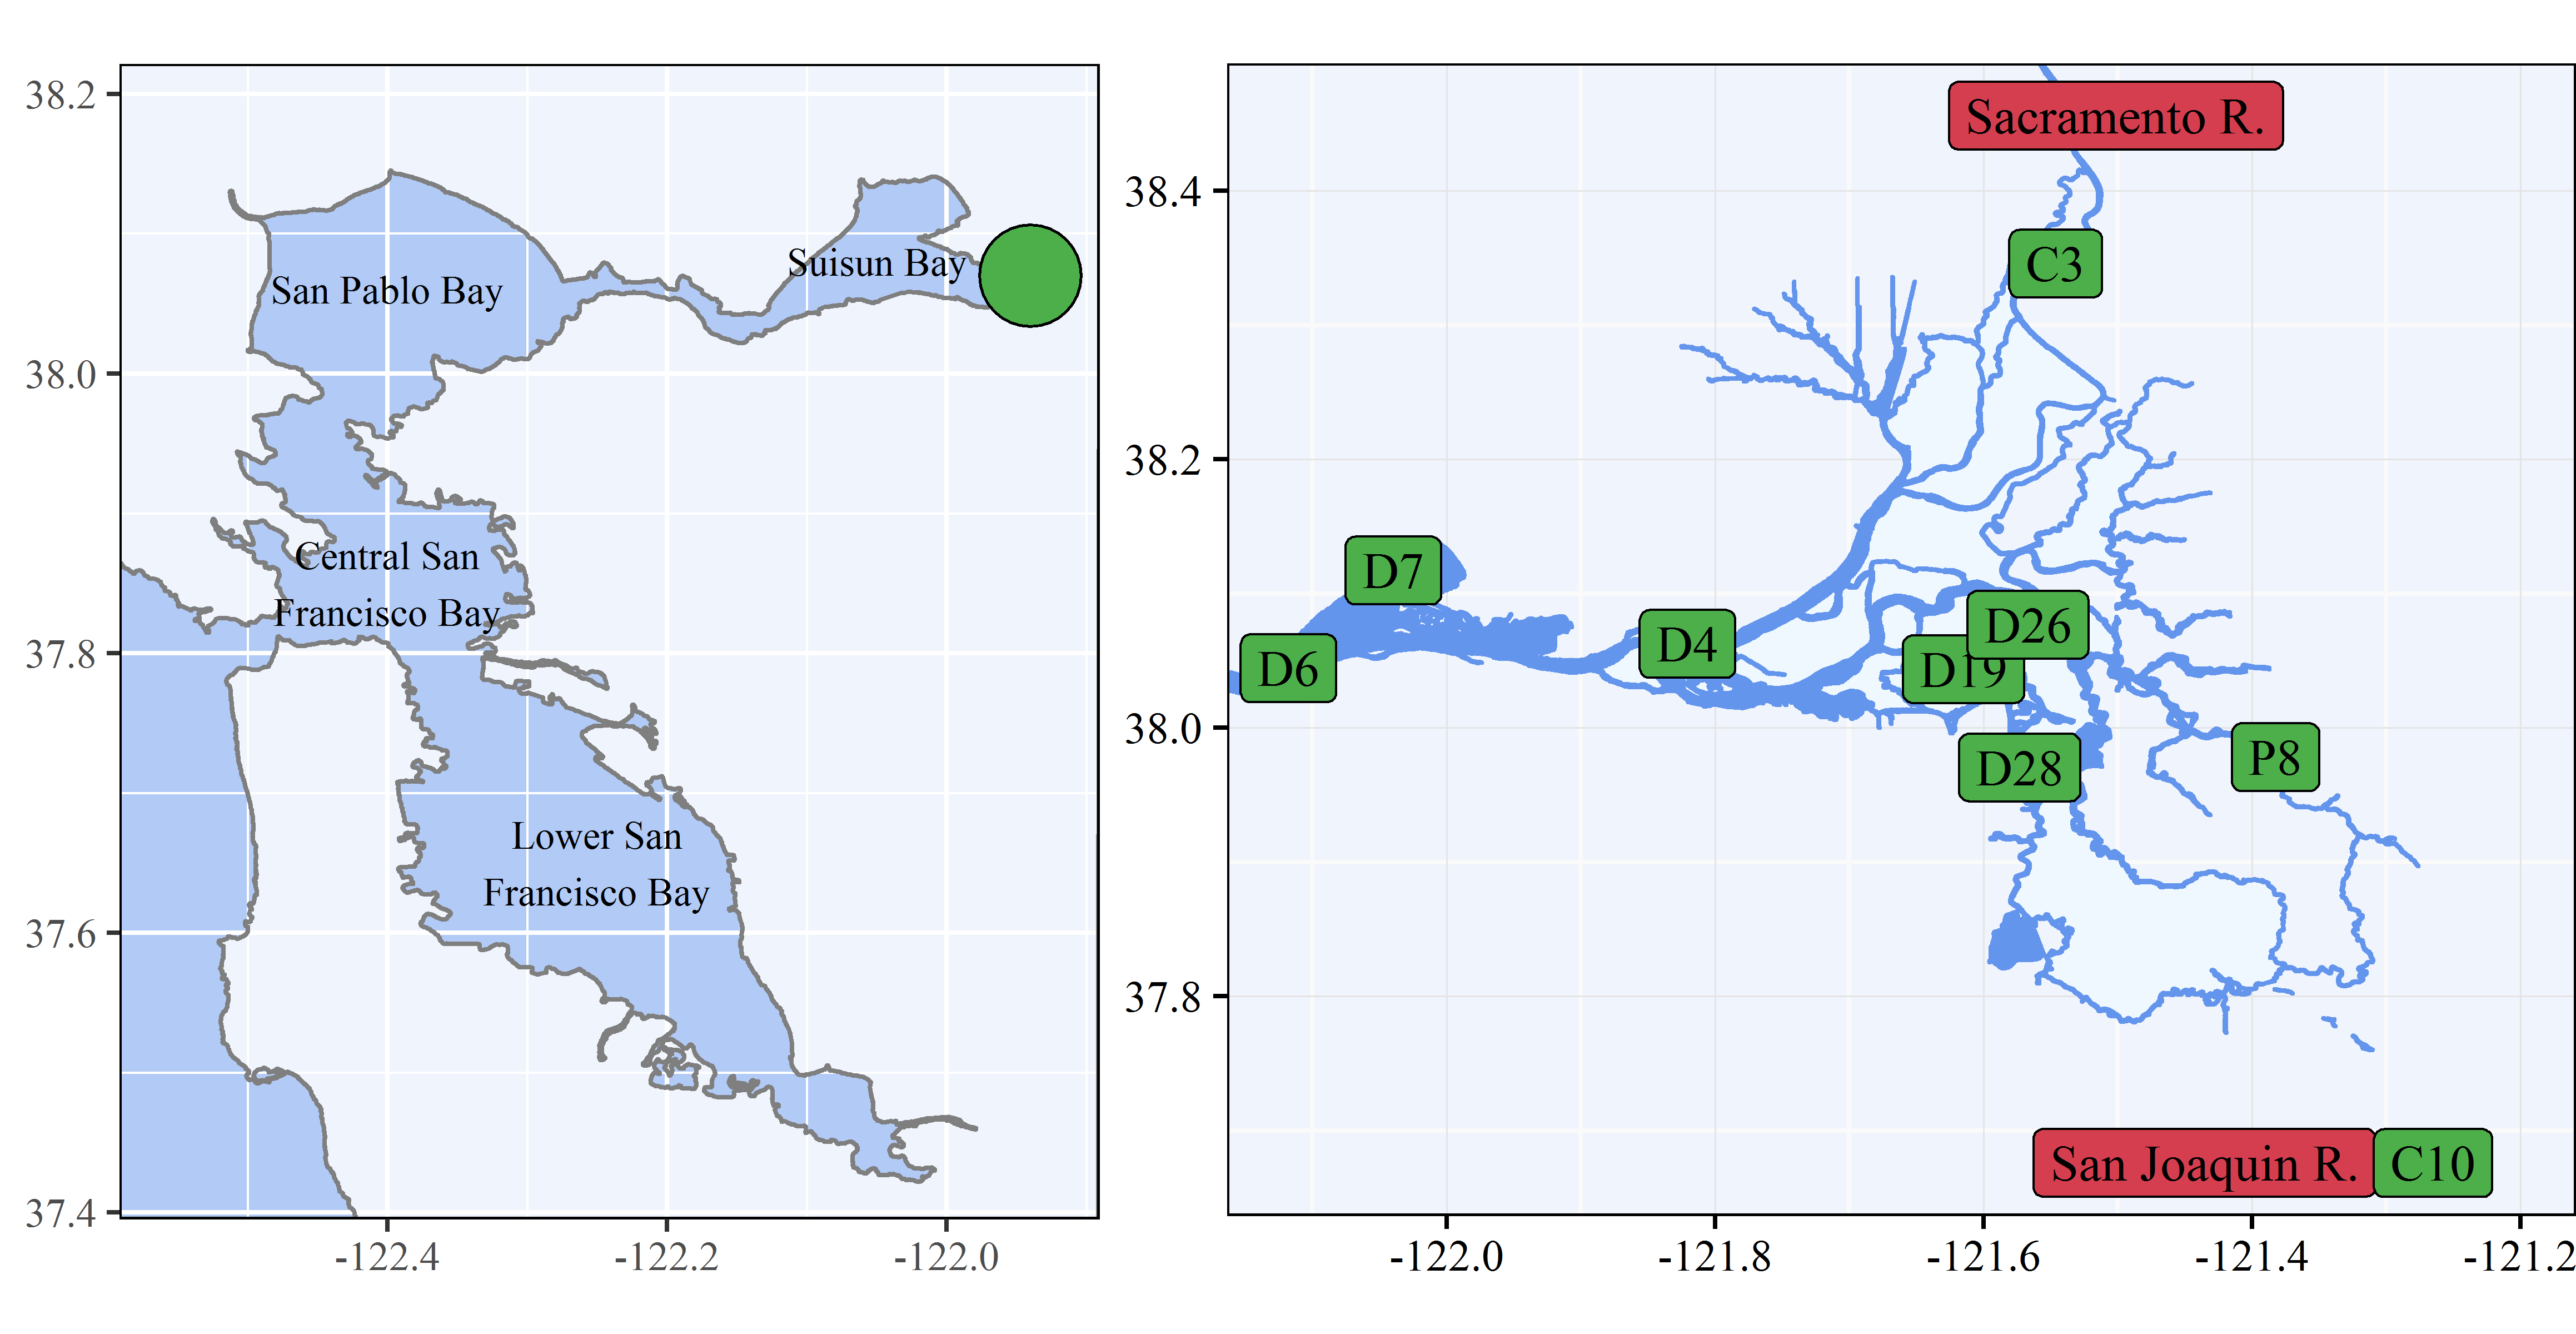 38.2
38.0
37.8
37.6
37.4
-122.4
-122.2
-122.0
San Pablo Bay
Suisun Bay
Central San
Francisco Bay
Lower San
Francisco Bay
38.4
38.2
38.0
37.8
-122.0
-121.8
-121.6
-121.4
-121.2
Sacramento R.
C3
D7
D6
D4
D26
D19
D28
P8
San Joaquin R.
C10